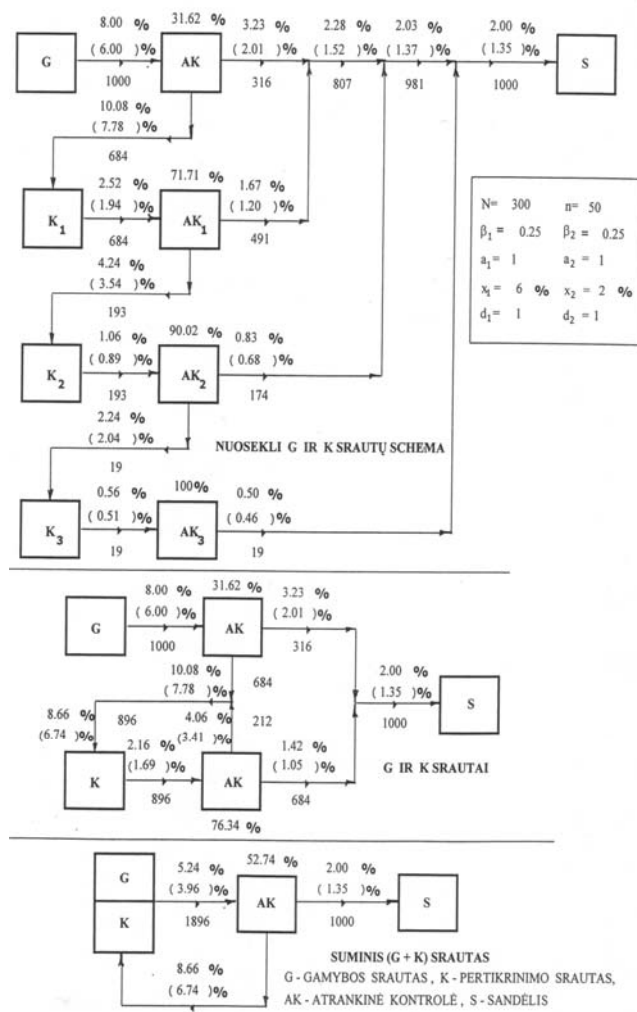 8.00 % 31.62 % 3.23 % 2.28 % 2.03 % 2.00 %
G ( 6.00 )% AK ( 2.01 )% ( 1.52 )% ( 1.37 )% ( 1.35 )% S
1000 316 807 981 1000
10.08 %
( 7.78 )%
684
2.52 % 71.71 % 1.67 %
K1 ( 1.94 )% AK1 ( 1.20 )%
684 491
N= 300 n= 50
β1 = 0.25 β2 = 0.25
a1= 1 a2 = 1
x1= 6 % x2 = 2 %
d1= 1 d2 = 1
4.24 %
( 3.54 )%
193
1.06 % 90.02 % 0.83 %
K2 ( 0.89 )% AK2 ( 0.68 )%
193 174
2.24 %
( 2.04 )%
19
NUOSEKLI G IR K SRAUTŲ SCHEMA
0.56 % 100% 0.50 %
K3 ( 0.51 )% AK3 ( 0.46 )%
19 19
8.00 % 31.62 % 3.23 %
G ( 6.00 )% AK ( 2.01 )%
1000 316
10.08 %
( 7.78 )% 684
2.00 %
( 1.35 )% S
1000
8.66 % 896 4.06 % 212
(6.74 )% (3.41 )%
2.16 % 1.42 %
K (1.69 )% AK ( 1.05 )%
896 684
76.34 %
G IR K SRAUTAI
G 5.24 % 52.74 % 2.00 %
K ( 3.96 )% AK ( 1.35 )% S
1896 1000
8.66 %
( 6.74 )%
SUMINIS (G + K) SRAUTAS
G - GAMYBOS SRAUTAS , K - PERTIKRINIMO SRAUTAS,
AK - ATRANKINĖ KONTROLĖ , S - SANDĖLIS